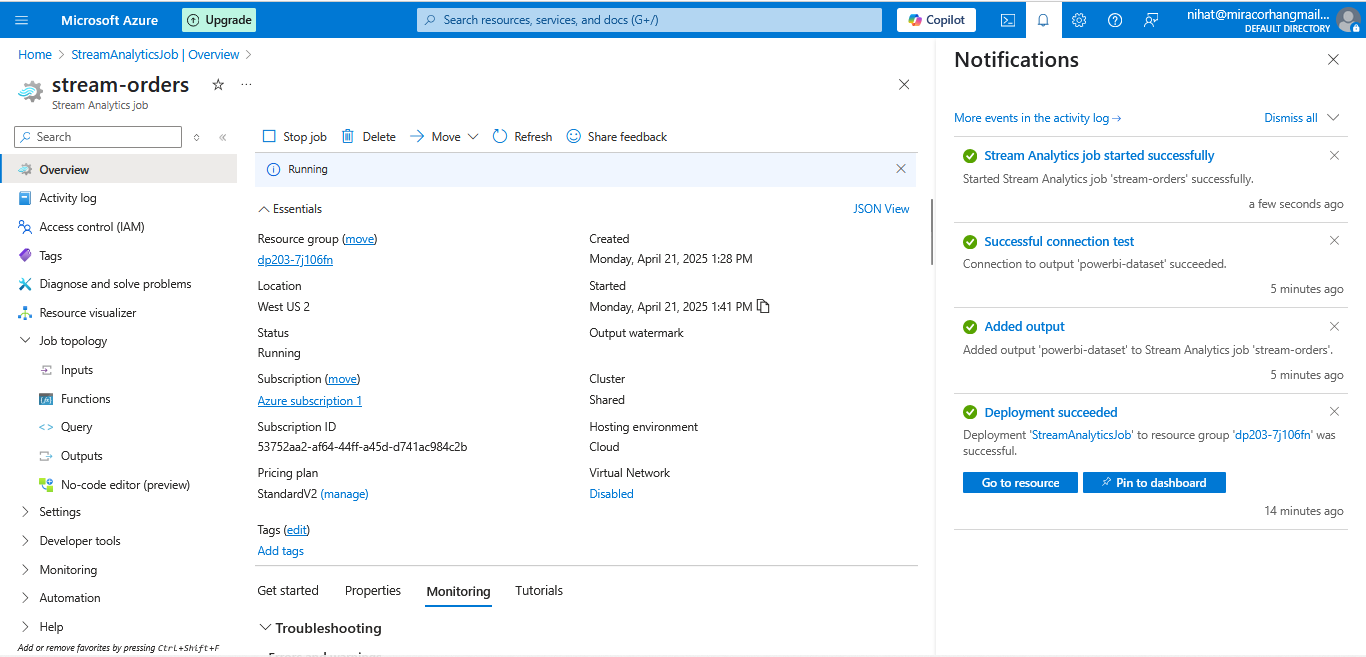 Microsoft Azure
Upgrade
Search resources, services, and docs (G+/)
Copilot
nihat@miracorhangmail...
DEFAULT DIRECTORY
Home > StreamAnalyticsJob | Overview >
stream-orders
Stream Analytics job
Search
Overview
Activity log
Access control (IAM)
Tags
Diagnose and solve problems
Resource visualizer
Job topology
Inputs
Functions
Query
Outputs
No-code editor (preview)
Settings
Developer tools
Monitoring
Automation
Help
Add or remove favorites by pressing Ctrl+Shift+F
Stop job
Delete
Move
Refresh
Share feedback
Running
Essentials
JSON View
Resource group (move)
dp203-7j106fn
Location
West US 2
Status
Running
Subscription (move)
Azure subscription 1
Subscription ID
53752aa2-af64-44ff-a45d-d741ac984c2b
Pricing plan
StandardV2 (manage)
Created
Monday, April 21, 2025 1:28 PM
Started
Monday, April 21, 2025 1:41 PM
Output watermark
Cluster
Shared
Hosting environment
Cloud
Virtual Network
Disabled
Tags (edit)
Add tags
Get started
Properties
Monitoring
Tutorials
Troubleshooting
Notifications
More events in the activity log →
Dismiss all
Stream Analytics job started successfully
Started Stream Analytics job 'stream-orders' successfully.
a few seconds ago
Successful connection test
Connection to output 'powerbi-dataset' succeeded.
5 minutes ago
Added output
Added output 'powerbi-dataset' to Stream Analytics job 'stream-orders'.
5 minutes ago
Deployment succeeded
Deployment 'StreamAnalyticsJob' to resource group 'dp203-7j106fn' was
successful.
Go to resource
Pin to dashboard
14 minutes ago